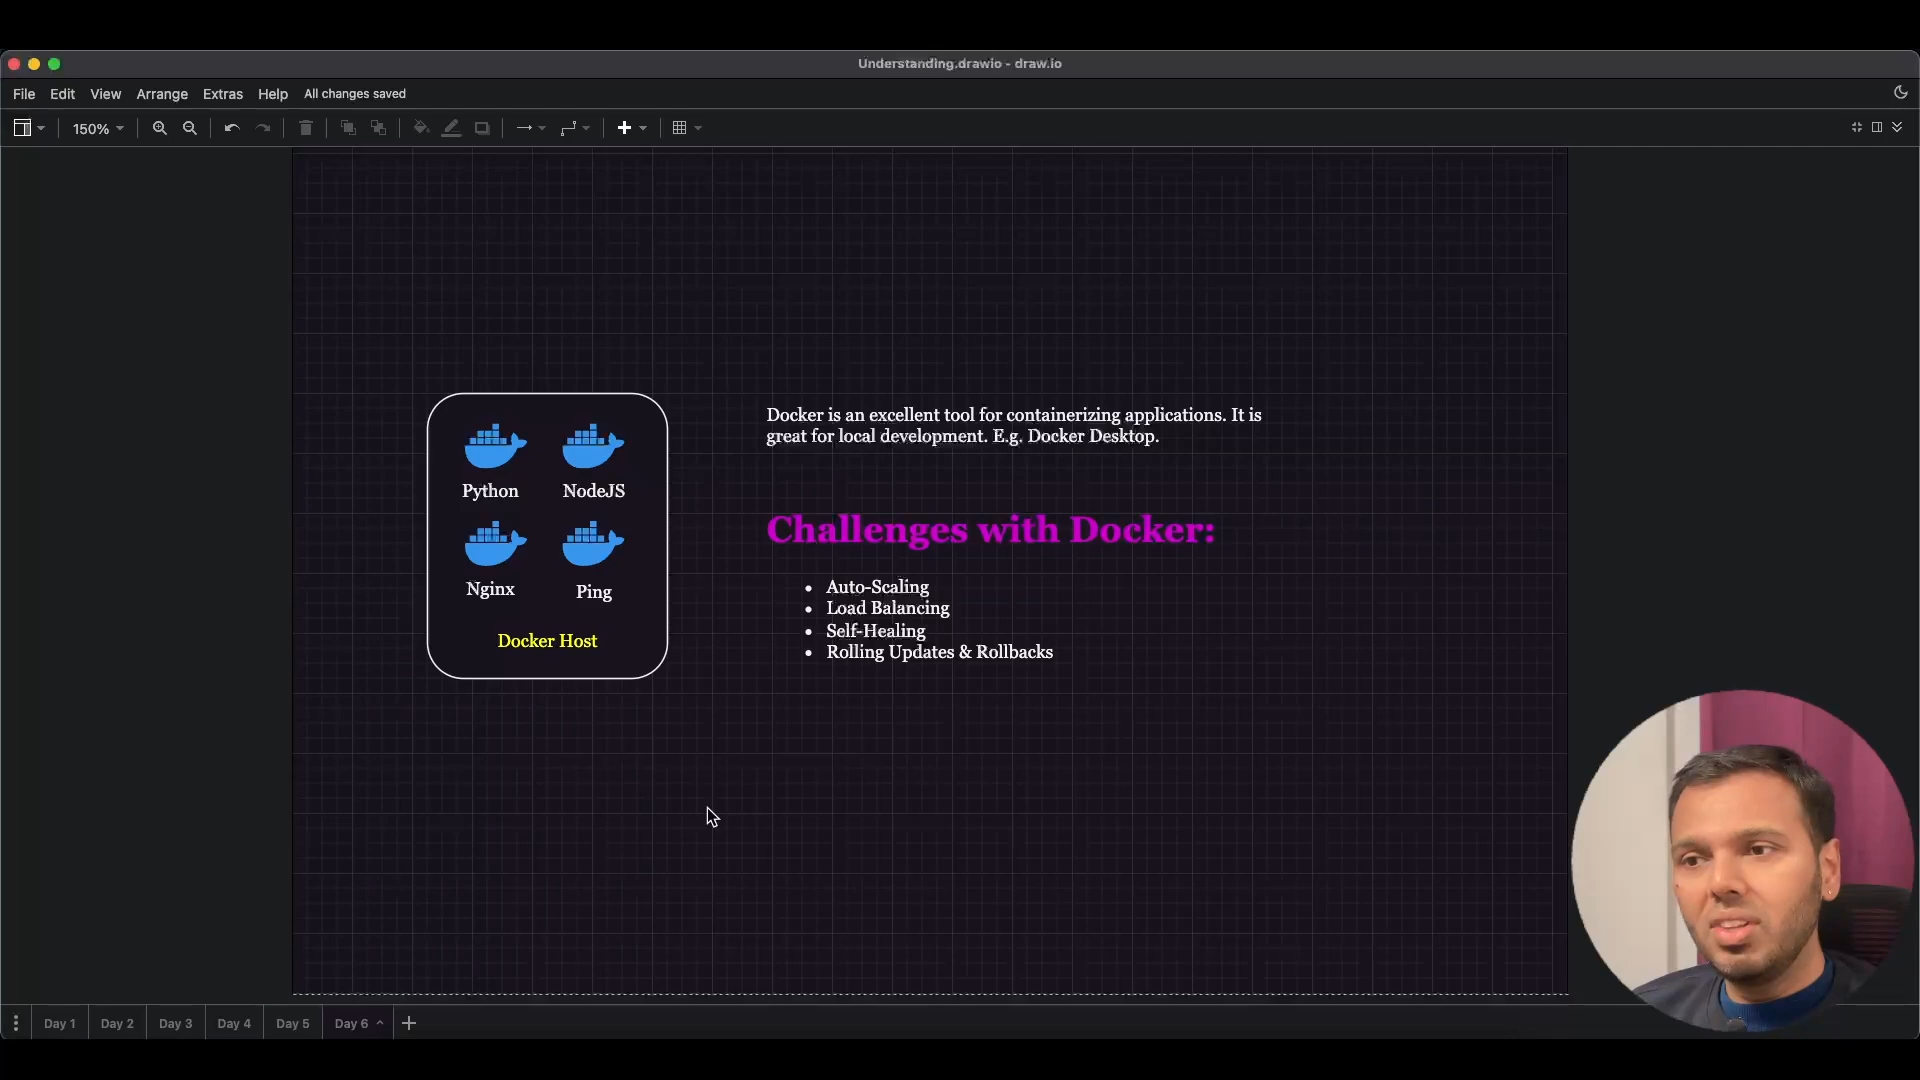 Understanding.drawio - draw.io
File Edit View Arrange Extras Help All changes saved
150%
Python NodeJS
Nginx Ping
Docker Host
Docker is an excellent tool for containerizing applications. It is
great for local development. E.g. Docker Desktop.
Challenges with Docker:
• Auto-Scaling
• Load Balancing
• Self-Healing
• Rolling Updates & Rollbacks
Day 1 Day 2 Day 3 Day 4 Day 5 Day 6